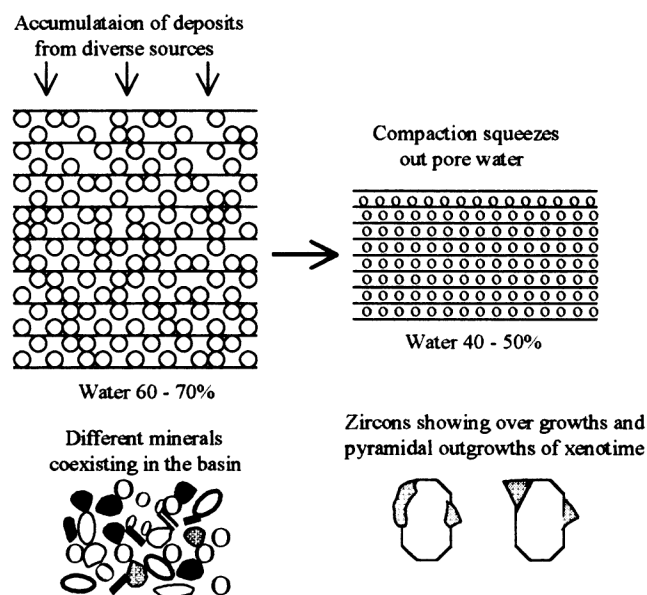 Accumulataion of deposits
from diverse sources
Compaction squeezes
out pore water
Water 60 - 70%
Water 40 - 50%
Different minerals
coexisting in the basin
Zircons showing over growths and
pyramidal outgrowths of xenotime